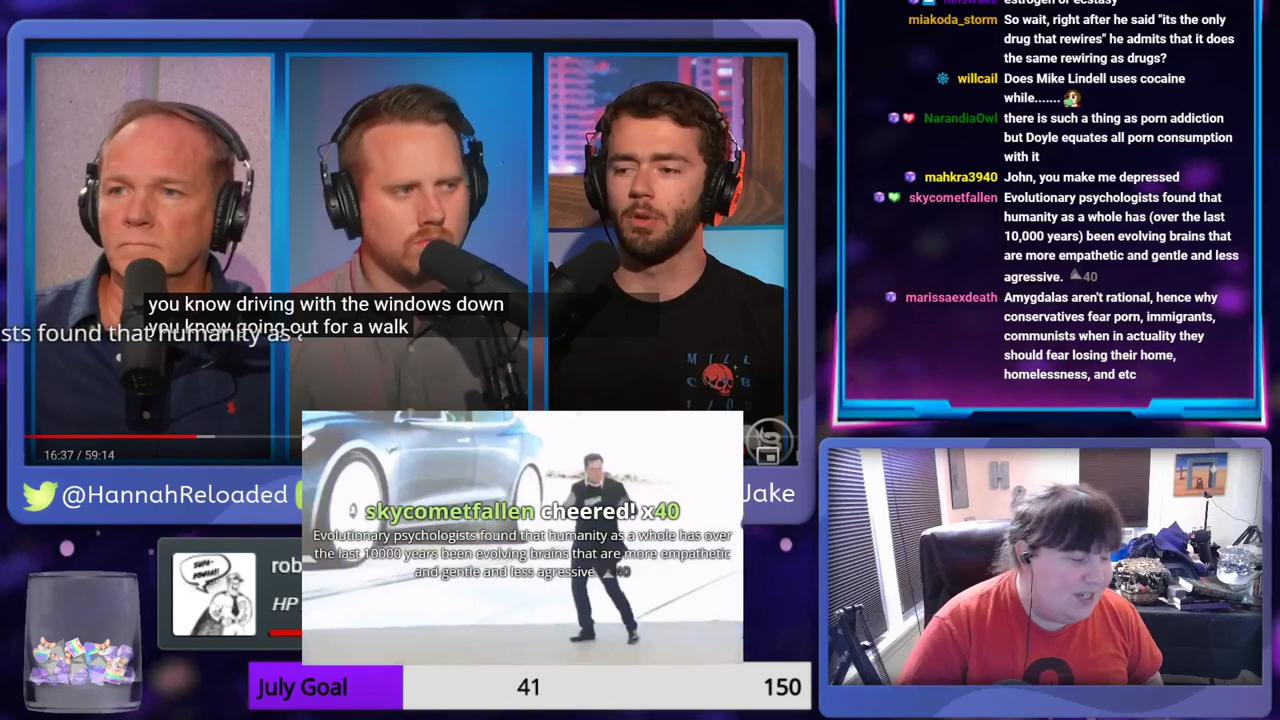 estrogen or ecstasy
miakoda_storm So wait, right after he said "its the only
drug that rewires" he admits that it does
the same rewiring as drugs?
willcail Does Mike Lindell uses cocaine
while.......
NarandiaOwl there is such a thing as porn addiction
but Doyle equates all porn consumption
with it
mahkra3940 John, you make me depressed
skycometfallen Evolutionary psychologists found that
humanity as a whole has (over the last
10,000 years) been evolving brains that
are more empathetic and gentle and less
agressive. 40
marissaexdeath Amygdalas aren't rational, hence why
conservatives fear porn, immigrants,
communists when in actuality they
should fear losing their home,
homelessness, and etc
you know driving with the windows down
you know going out for a walk
sts found that humanity as a
M I L L
C O B
16:37 / 59:14
@HannahReloaded
Jake
skycometfallen cheered! x40
Evolutionary psychologists found that humanity as a whole has over
the last 10000 years been evolving brains that are more empathetic
and gentle and less agressive. 40
rob
HP
July Goal 41 150